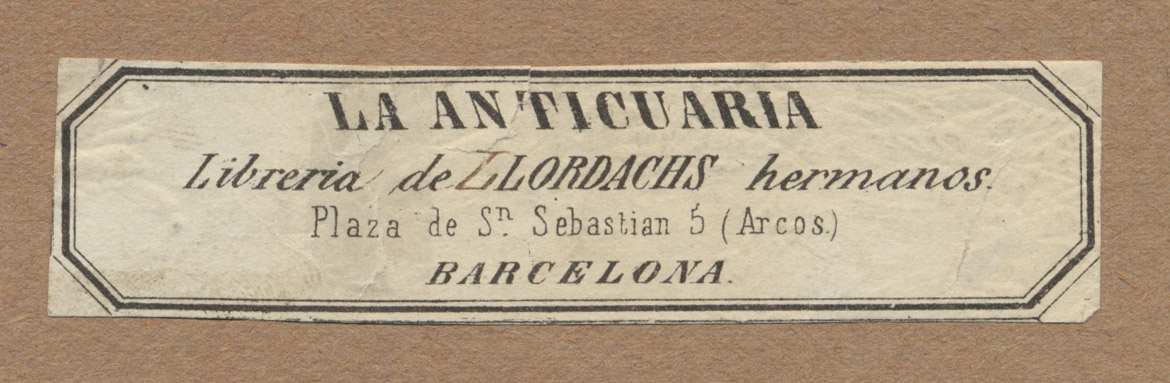 LA ANTICUARIA
Libreria de LLORDACHS hermanos.
Plaza de Sn. Sebastian 5 (Arcos.)
BARCELONA.